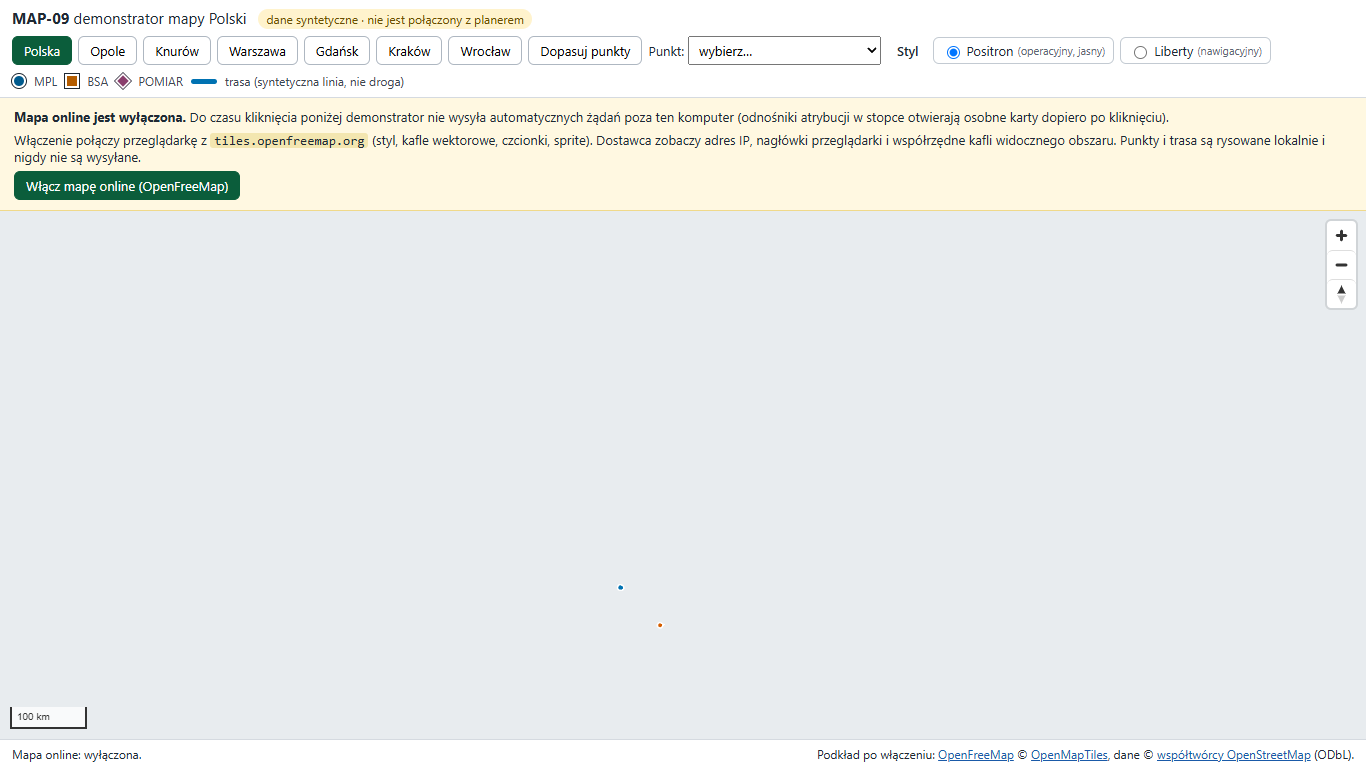 MAP-09 demonstrator mapy Polski dane syntetyczne · nie jest połączony z planerem
Polska Opole Knurów Warszawa Gdańsk Kraków Wrocław Dopasuj punkty Punkt: wybierz... Styl Positron (operacyjny, jasny) Liberty (nawigacyjny)
MPL BSA POMIAR trasa (syntetyczna linia, nie droga)
Mapa online jest wyłączona. Do czasu kliknięcia poniżej demonstrator nie wysyła automatycznych żądań poza ten komputer (odnośniki atrybucji w stopce otwierają osobne karty dopiero po kliknięciu).
Włączenie połączy przeglądarkę z tiles.openfreemap.org (styl, kafle wektorowe, czcionki, sprite). Dostawca zobaczy adres IP, nagłówki przeglądarki i współrzędne kafli widocznego obszaru. Punkty i trasa są rysowane lokalnie i
nigdy nie są wysyłane.
Włącz mapę online (OpenFreeMap)
100 km
Mapa online: wyłączona. Podkład po włączeniu: OpenFreeMap © OpenMapTiles, dane © współtwórcy OpenStreetMap (ODbL).